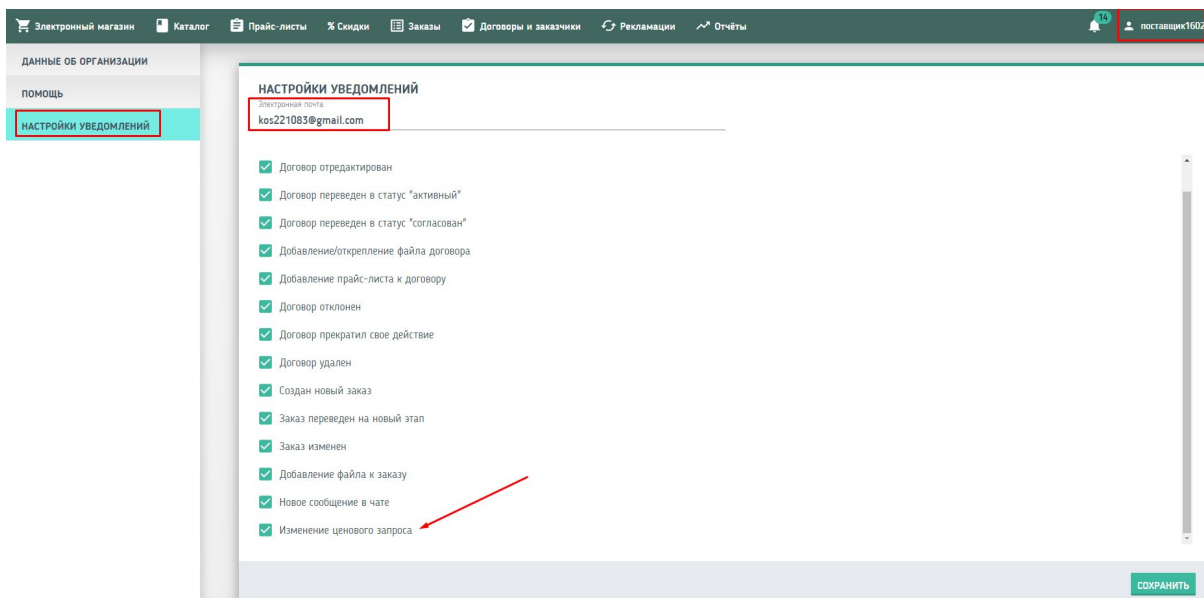 Электронный магазин Каталог Прайс-листы % Скидки Заказы Договоры и заказчики Рекламации Отчёты 14 поставщик1602
ДАННЫЕ ОБ ОРГАНИЗАЦИИ
ПОМОЩЬ
НАСТРОЙКИ УВЕДОМЛЕНИЙ
НАСТРОЙКИ УВЕДОМЛЕНИЙ
Электронная почта
kos221083@gmail.com
Договор отредактирован
Договор переведен в статус "активный"
Договор переведен в статус "согласован"
Добавление/открепление файла договора
Добавление прайс-листа к договору
Договор отклонен
Договор прекратил свое действие
Договор удален
Создан новый заказ
Заказ переведен на новый этап
Заказ изменен
Добавление файла к заказу
Новое сообщение в чате
Изменение ценового запроса
СОХРАНИТЬ